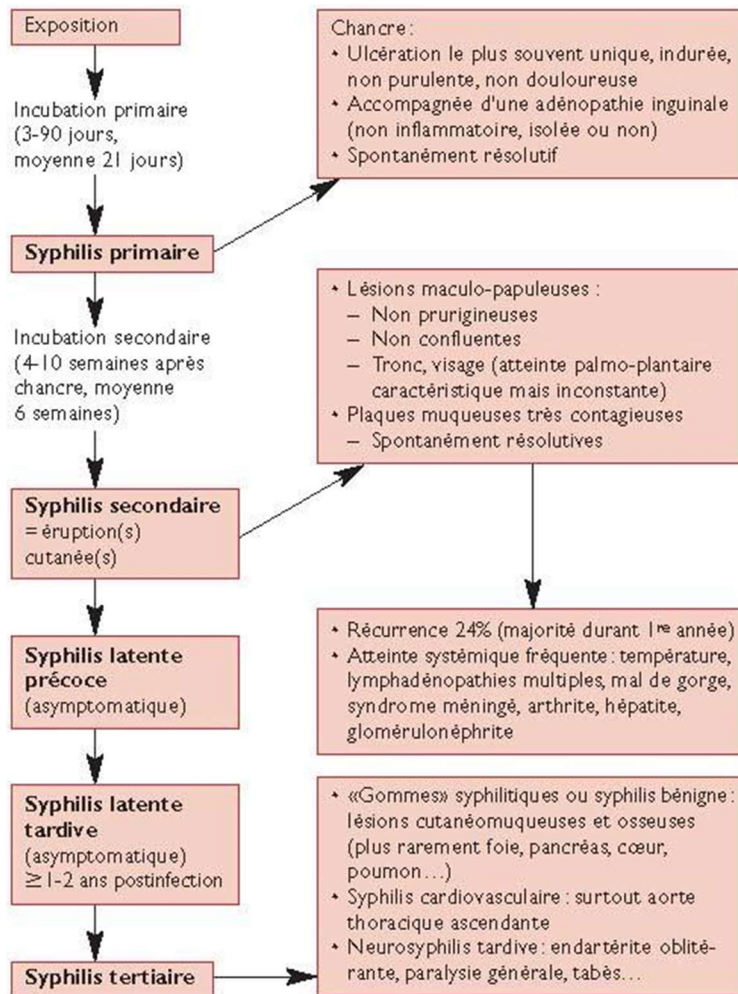 Exposition
Incubation primaire
(3-90 jours,
moyenne 21 jours)
Syphilis primaire
Chancre :
• Ulcération le plus souvent unique, indurée,
non purulente, non douloureuse
• Accompagnée d'une adénopathie inguinale
(non inflammatoire, isolée ou non)
• Spontanément résolutif
Incubation secondaire
(4-10 semaines après
chancre, moyenne
6 semaines)
Syphilis secondaire
= éruption(s)
cutanée(s)
• Lésions maculo-papuleuses :
– Non prurigineuses
– Non confluentes
– Tronc, visage (atteinte palmo-plantaire
caractéristique mais inconstante)
• Plaques muqueuses très contagieuses
– Spontanément résolutives
Syphilis latente
précoce
(asymptomatique)
• Récurrence 24% (majorité durant 1re année)
• Atteinte systémique fréquente : température,
lymphadénopathies multiples, mal de gorge,
syndrome méningé, arthrite, hépatite,
glomérulonéphrite
Syphilis latente
tardive
(asymptomatique)
≥ 1-2 ans postinfection
Syphilis tertiaire
• «Gommes» syphilitiques ou syphilis bénigne :
lésions cutanéomuqueuses et osseuses
(plus rarement foie, pancréas, cœur,
poumon…)
• Syphilis cardiovasculaire : surtout aorte
thoracique ascendante
• Neurosyphilis tardive : endartérite oblité-
rante, paralysie générale, tabès…